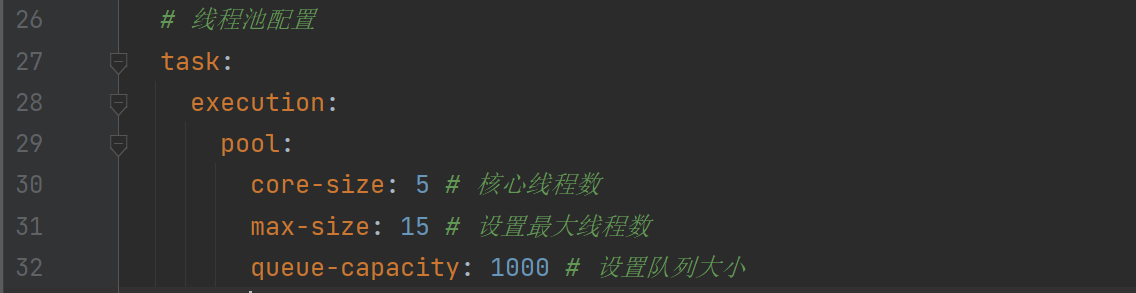 26 # 线程池配置
27 task:
28 execution:
29 pool:
30 core-size: 5 # 核心线程数
31 max-size: 15 # 设置最大线程数
32 queue-capacity: 1000 # 设置队列大小